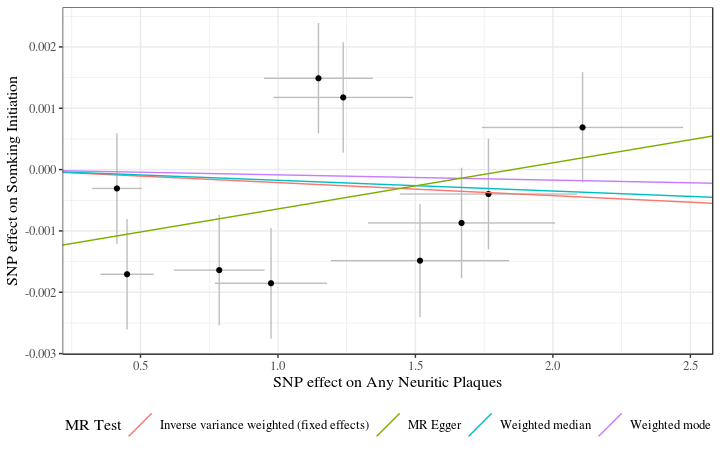 SNP effect on Somking Initiation
0.002
0.001
0.000
-0.001
-0.002
-0.003
0.5 1.0 1.5 2.0 2.5
SNP effect on Any Neuritic Plaques
MR Test Inverse variance weighted (fixed effects) MR Egger Weighted median Weighted mode